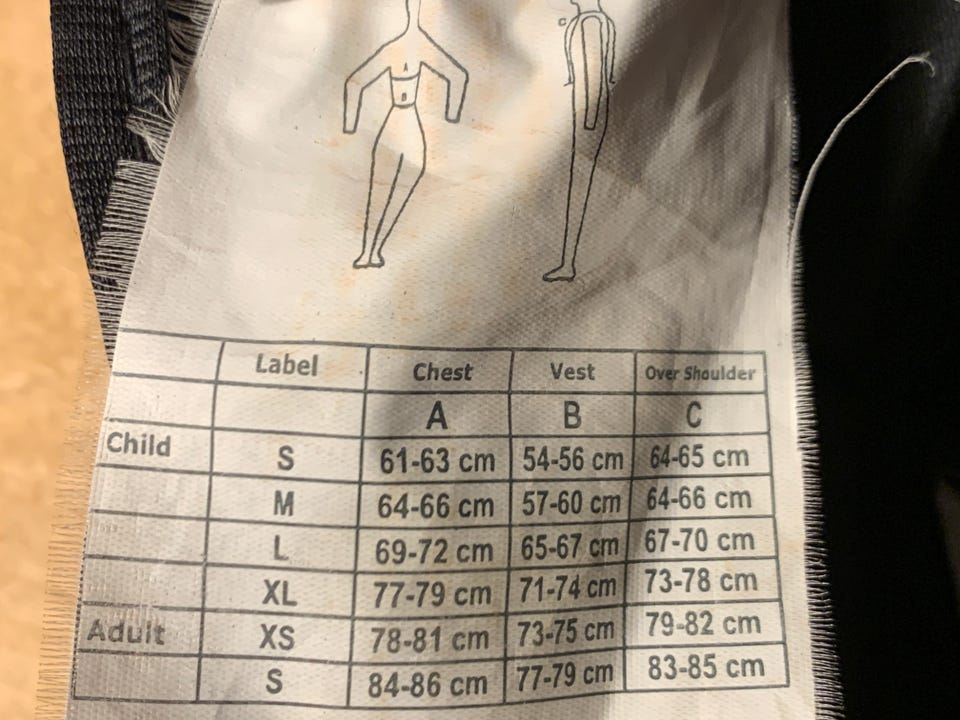 C
A
B
Label Chest Vest Over Shoulder
A B C
Child S 61-63 cm 54-56 cm 64-65 cm
M 64-66 cm 57-60 cm 64-66 cm
L 69-72 cm 65-67 cm 67-70 cm
XL 77-79 cm 71-74 cm 73-78 cm
Adult XS 78-81 cm 73-75 cm 79-82 cm
S 84-86 cm 77-79 cm 83-85 cm